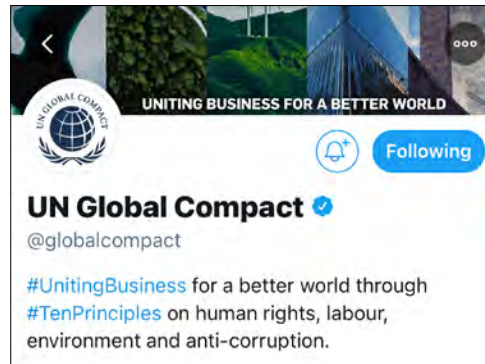 UNITING BUSINESS FOR A BETTER WORLD
UN GLOBAL COMPACT
Following
UN Global Compact
@globalcompact
#UnitingBusiness for a better world through
#TenPrinciples on human rights, labour,
environment and anti-corruption.